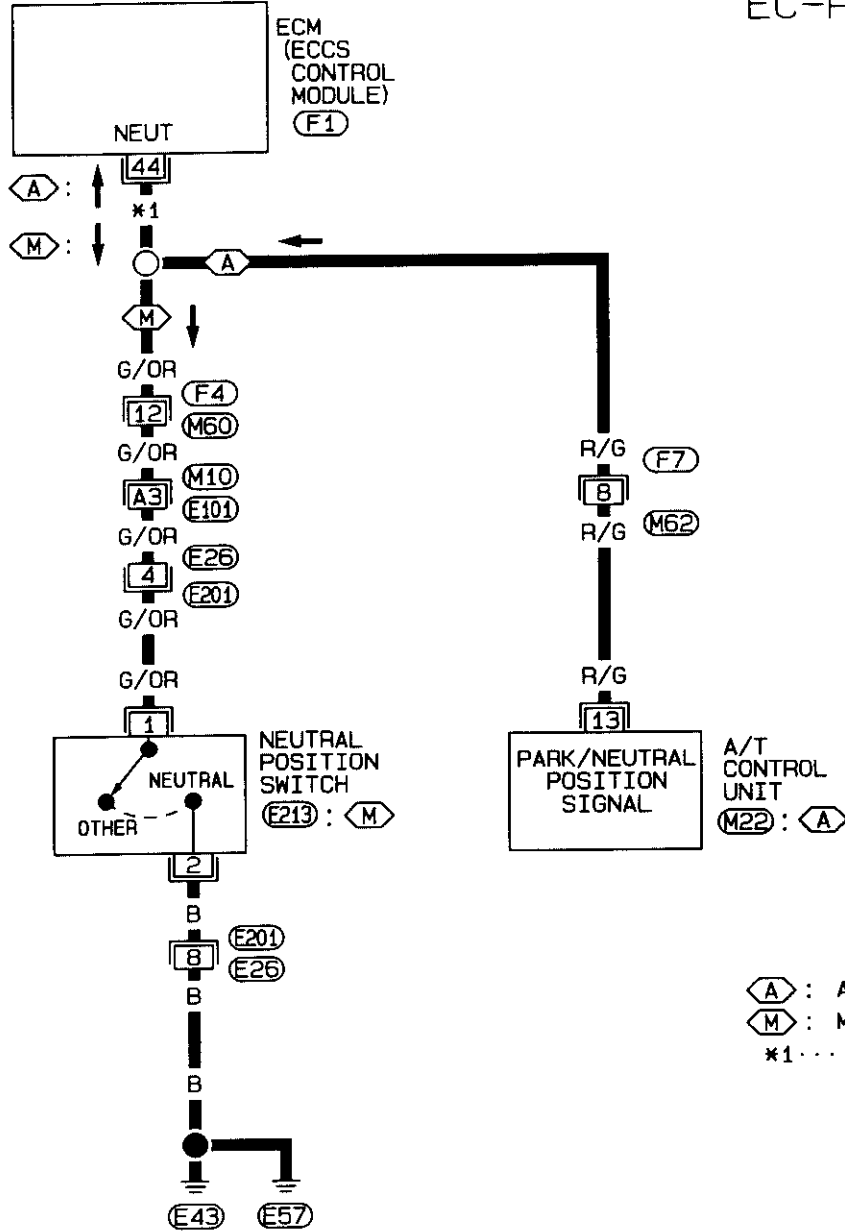 EC-
ECM
(ECCS
CONTROL
MODULE)
F1
NEUT
44
A :
*1
M :
A
M
G/OR
F4
12
M60
G/OR
M10
A3
E101
G/OR
E26
4
E201
G/OR
G/OR
1
NEUTRAL
POSITION
SWITCH
E213 : M
NEUTRAL
OTHER
2
B
E201
8
E26
B
B
E43
E57
R/G
F7
8
R/G
M62
R/G
13
PARK/NEUTRAL
POSITION
SIGNAL
A/T
CONTROL
UNIT
M22 : A
A : A
M : M
*1 ···